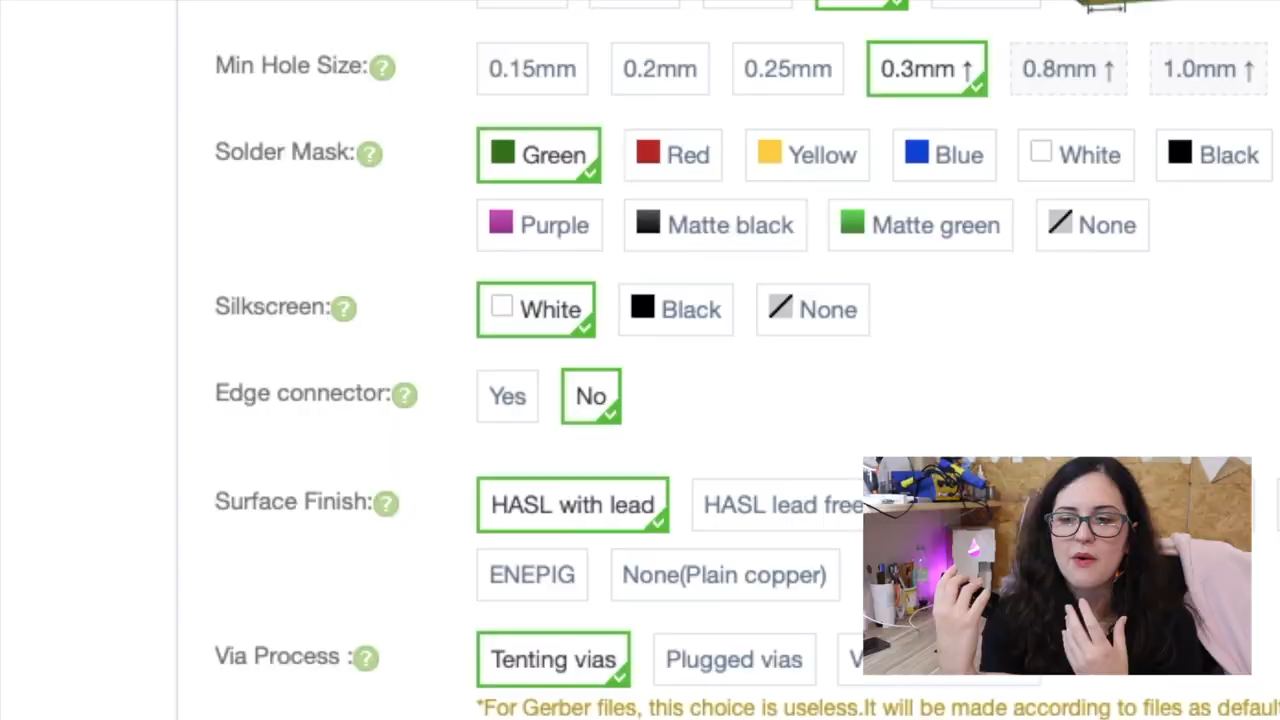 Min Hole Size:? 0.15mm 0.2mm 0.25mm 0.3mm ↑ 0.8mm ↑ 1.0mm ↑
Solder Mask:? Green Red Yellow Blue White Black
Purple Matte black Matte green None
Silkscreen:? White Black None
Edge connector:? Yes No
Surface Finish:? HASL with lead HASL lead free
ENEPIG None(Plain copper)
Via Process :? Tenting vias Plugged vias
*For Gerber files, this choice is useless.It will be made according to files as defaul